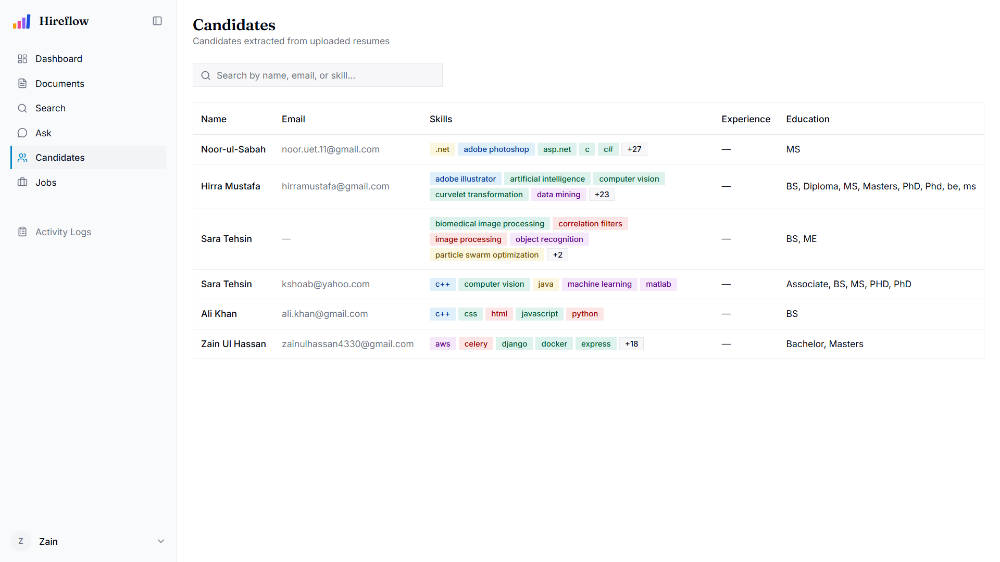 Hireflow
Dashboard
Documents
Search
Ask
Candidates
Jobs
Activity Logs
Z
Zain
Candidates
Candidates extracted from uploaded resumes
Search by name, email, or skill...
Name Email Skills Experience Education
Noor-ul-Sabah noor.uet.11@gmail.com .net adobe photoshop asp.net c c# +27 — MS
Hirra Mustafa hirramustafa@gmail.com adobe illustrator artificial intelligence computer vision — BS, Diploma, MS, Masters, PhD, Phd, be, ms
curvelet transformation data mining +23
biomedical image processing correlation filters
Sara Tehsin — image processing object recognition — BS, ME
particle swarm optimization +2
Sara Tehsin kshoab@yahoo.com c++ computer vision java machine learning matlab — Associate, BS, MS, PHD, PhD
Ali Khan ali.khan@gmail.com c++ css html javascript python — BS
Zain Ul Hassan zainulhassan4330@gmail.com aws celery django docker express +18 — Bachelor, Masters